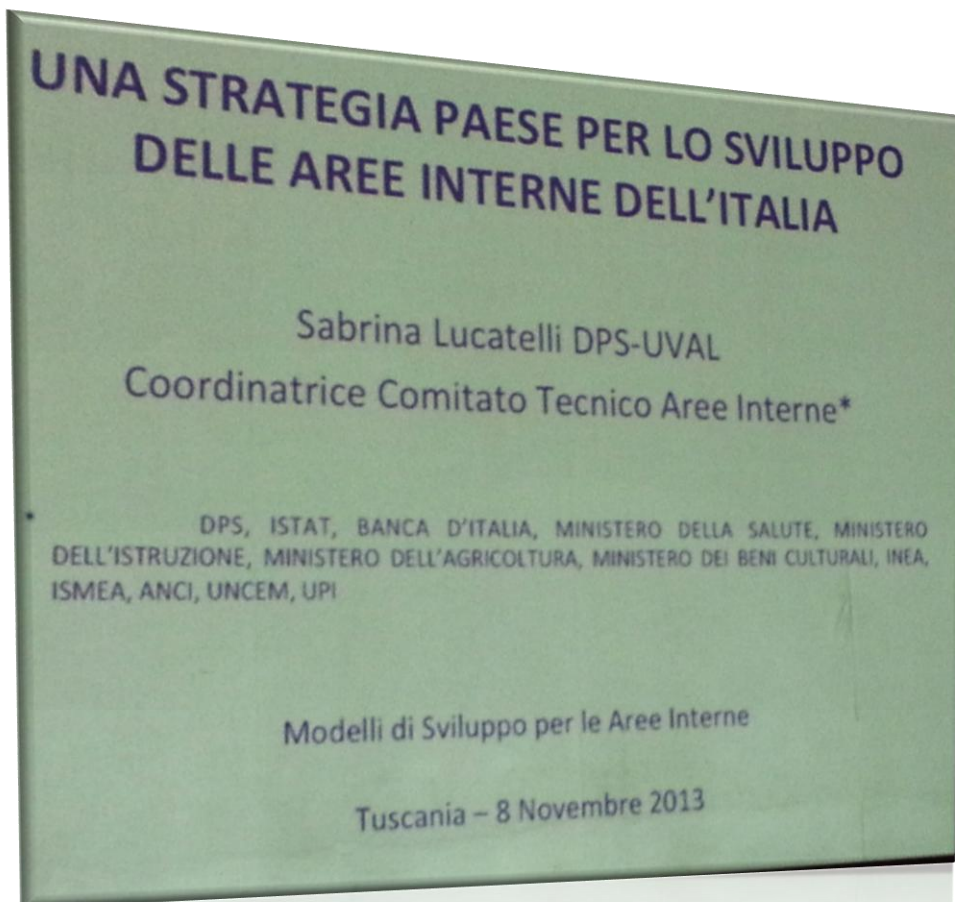 UNA STRATEGIA PAESE PER LO SVILUPPO
DELLE AREE INTERNE DELL'ITALIA
Sabrina Lucatelli DPS-UVAL
Coordinatrice Comitato Tecnico Aree Interne*
* DPS, ISTAT, BANCA D'ITALIA, MINISTERO DELLA SALUTE, MINISTERO
DELL'ISTRUZIONE, MINISTERO DELL'AGRICOLTURA, MINISTERO DEI BENI CULTURALI, INEA,
ISMEA, ANCI, UNCEM, UPI
Modelli di Sviluppo per le Aree Interne
Tuscania – 8 Novembre 2013